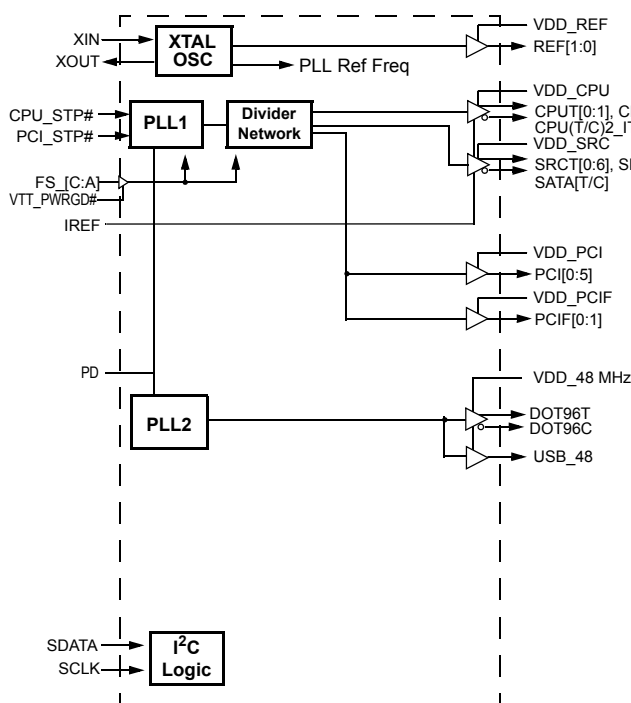 XIN
XOUT
XTAL
OSC
PLL Ref Freq
VDD_REF
REF[1:0]
CPU_STP#
PCI_STP#
PLL1
Divider
Network
VDD_CPU
CPUT[0:1], C
CPU(T/C)2_IT
VDD_SRC
SRCT[0:6], S
SATA[T/C]
FS_[C:A]
VTT_PWRGD#
IREF
VDD_PCI
PCI[0:5]
VDD_PCIF
PCIF[0:1]
PD
PLL2
VDD_48 MHz
DOT96T
DOT96C
USB_48
SDATA
SCLK
I²C
Logic